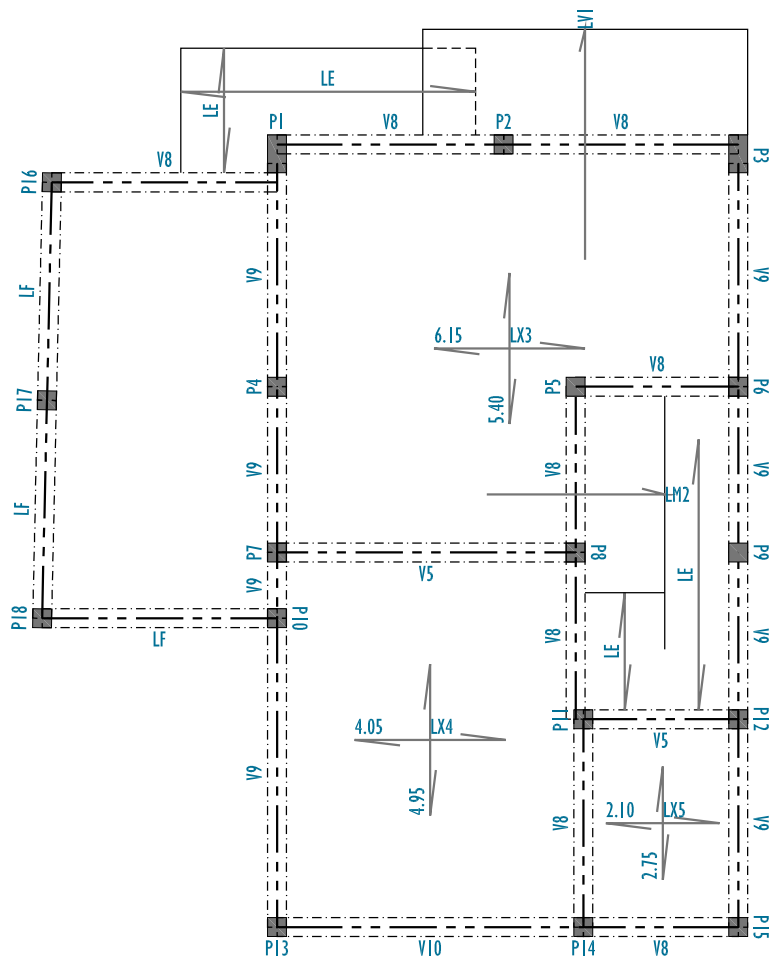 LV1
LE
LE
P1
V8
P2
V8
P3
V8
P16
LF
V9
V9
6.15
LX3
5.40
P17
P4
P5
V8
P6
LF
V9
V8
LM2
V9
LE
P7
V5
P8
P9
V9
P18
LF
P10
V8
LE
V9
P11
V5
P12
4.05
LX4
4.95
V9
V8
2.10
LX5
2.75
V9
P13
V10
P14
V8
P15